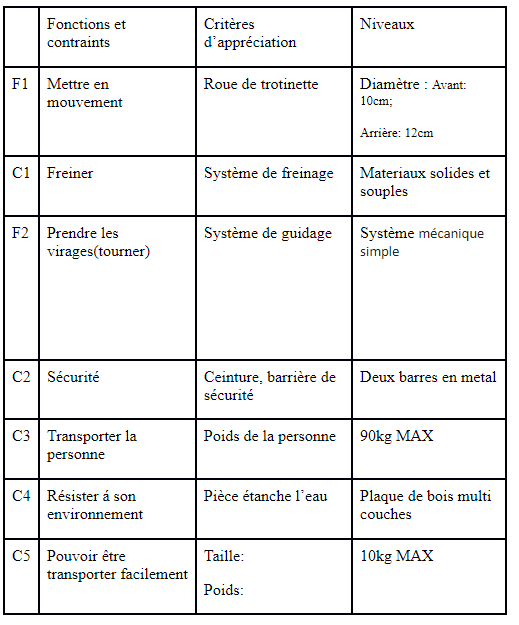 Fonctions et
contraints
Critères
d'appréciation
Niveaux
F1
Mettre en
mouvement
Roue de trotinette
Diamètre : Avant:
10cm;
Arrière: 12cm
C1
Freiner
Système de freinage
Materiaux solides et
souples
F2
Prendre les
virages(tourner)
Système de guidage
Système mécanique
simple
C2
Sécurité
Ceinture, barrière de
sécurité
Deux barres en metal
C3
Transporter la
personne
Poids de la personne
90kg MAX
C4
Résister á son
environnement
Pièce étanche l'eau
Plaque de bois multi
couches
C5
Pouvoir être
transporter facilement
Taille:
Poids:
10kg MAX